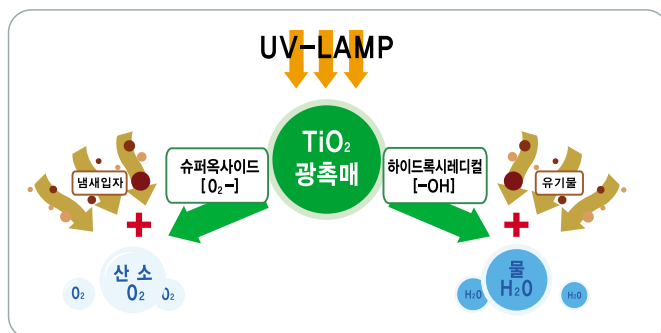 UV-LAMP
TiO₂
광촉매
슈퍼옥사이드
[O₂-]
하이드록시레디컬
[-OH]
냄새입자
유기물
산 소
O₂
O₂
O₂
물
H₂O
H₂O
H₂O